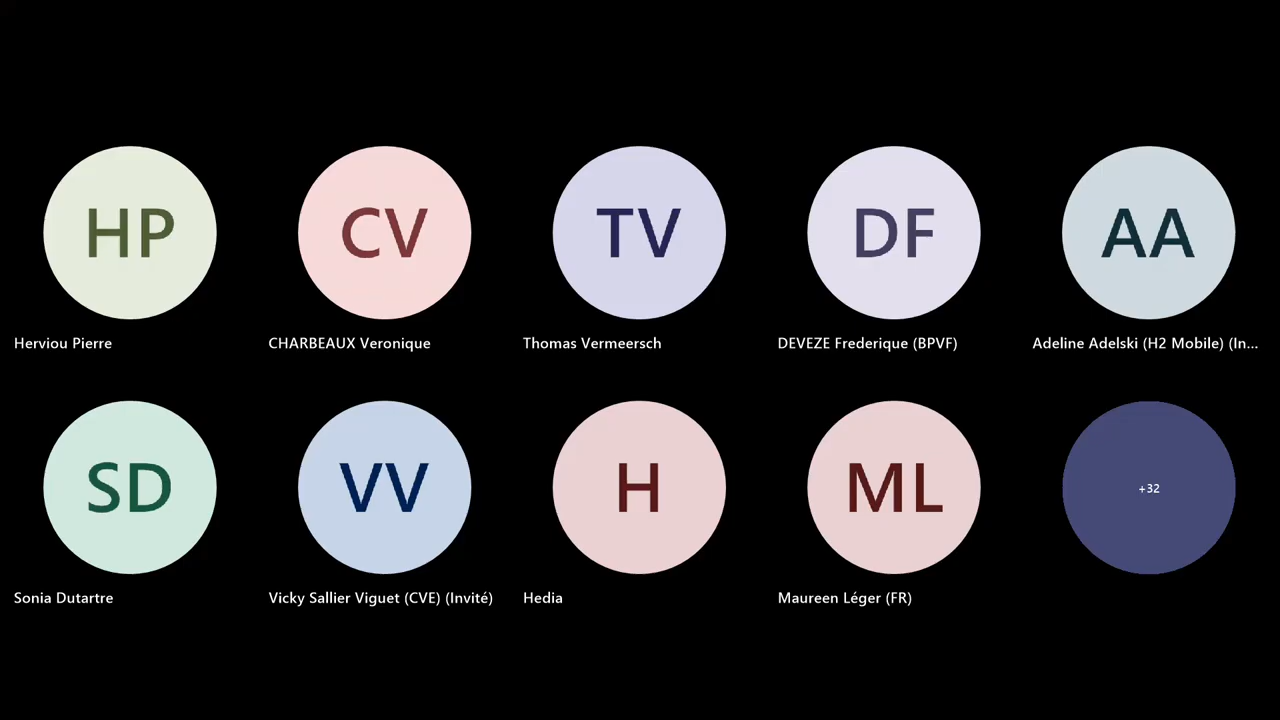 HP
CV
TV
DF
AA
Herviou Pierre
CHARBEAUX Veronique
Thomas Vermeersch
DEVEZE Frederique (BPVF)
Adeline Adelski (H2 Mobile) (In...
SD
VV
H
ML
+32
Sonia Dutartre
Vicky Sallier Viguet (CVE) (Invité)
Hedia
Maureen Léger (FR)